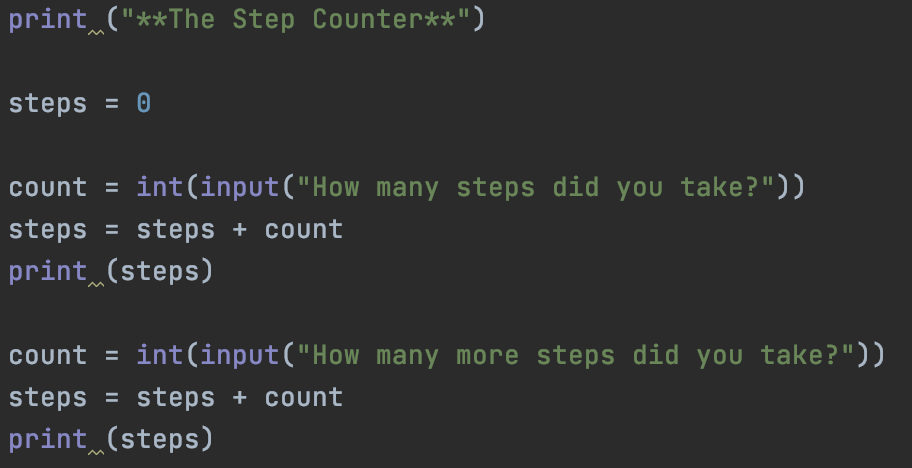 print ("**The Step Counter**")
steps = 0
count = int(input("How many steps did you take?"))
steps = steps + count
print (steps)
count = int(input("How many more steps did you take?"))
steps = steps + count
print (steps)